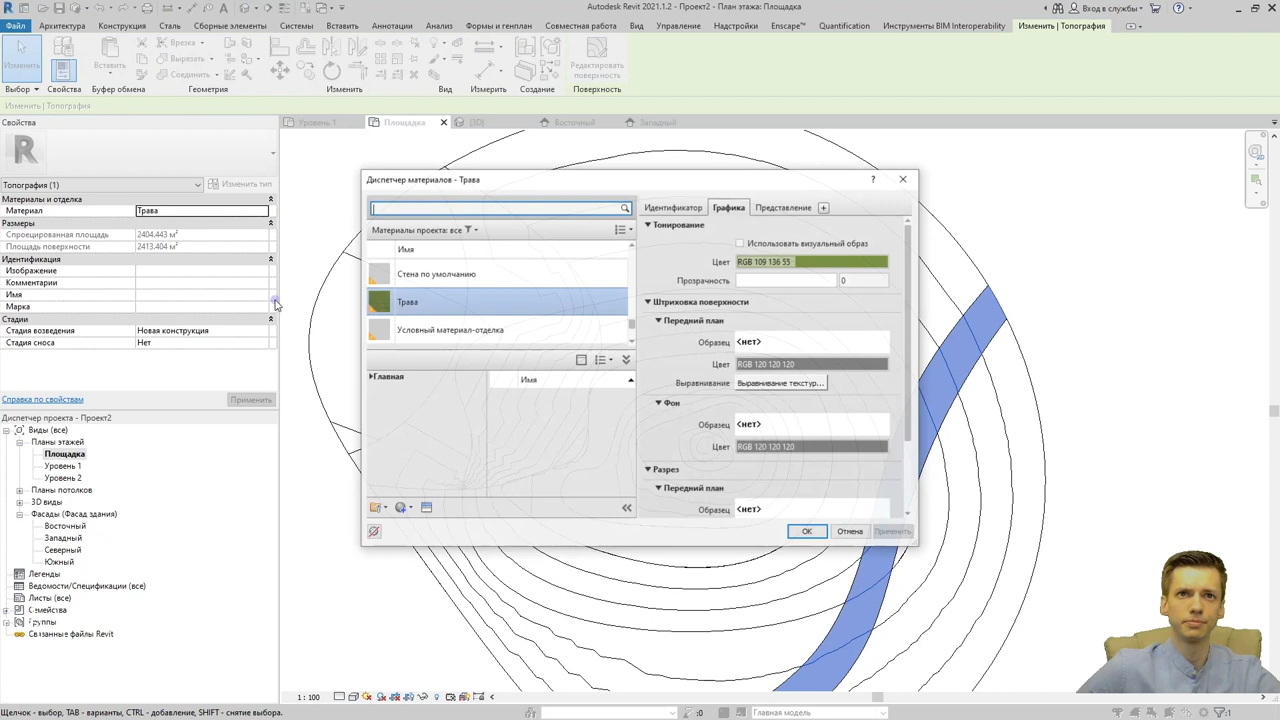 Autodesk Revit 2021.1.2 - Проект2 - План этажа: Площадка
Вход в службы
Файл
Архитектура
Конструкция
Сталь
Сборные элементы
Системы
Вставить
Аннотации
Анализ
Формы и генплан
Совместная работа
Вид
Управление
Надстройки
Enscape™
Quantification
Инструменты BIM Interoperability
Изменить | Топография
Изменить
Вставить
Врезка
Вырезать
Соединить
Редактировать
поверхность
Выбор
Свойства
Буфер обмена
Геометрия
Изменить
Вид
Измерить
Создание
Поверхность
Изменить | Топография
Свойства
Уровень 1
Площадка
{3D}
Восточный
Западный
Топография (1)
Изменить тип
Материалы и отделка
Материал Трава
Размеры
Спроецированная площадь 2404.443 м²
Площадь поверхности 2413.404 м²
Идентификация
Изображение
Комментарии
Имя
Марка
Стадии
Стадия возведения Новая конструкция
Стадия сноса Нет
Справка по свойствам
Применить
Диспетчер проекта - Проект2
Виды (все)
Планы этажей
Площадка
Уровень 1
Уровень 2
Планы потолков
3D виды
Фасады (Фасад здания)
Восточный
Западный
Северный
Южный
Легенды
Ведомости/Спецификации (все)
Листы (все)
Семейства
Группы
Связанные файлы Revit
Диспетчер материалов - Трава
Материалы проекта: все
Имя
Стена по умолчанию
Трава
Условный материал-отделка
Главная
Имя
Идентификатор
Графика
Представление
Тонирование
Использовать визуальный образ
Цвет RGB 109 136 55
Прозрачность 0
Штриховка поверхности
Передний план
Образец <нет>
Цвет RGB 120 120 120
Выравнивание Выравнивание текстур...
Фон
Образец <нет>
Цвет RGB 120 120 120
Разрез
Передний план
Образец <нет>
OK
Отмена
Применить
1 : 100
Щелчок - выбор, TAB - варианты, CTRL - добавление, SHIFT - снятие выбора.
:0
Главная модель
:1